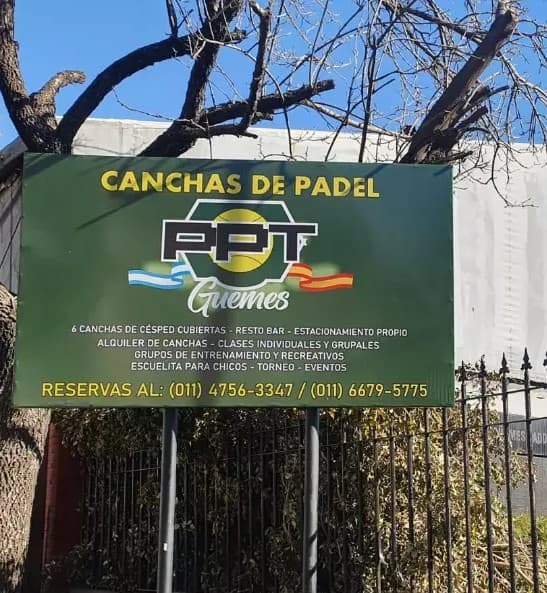 CANCHAS DE PADEL
PPT
Guemes
6 CANCHAS DE CÉSPED CUBIERTAS - RESTO BAR - ESTACIONAMIENTO PROPIO
ALQUILER DE CANCHAS - CLASES INDIVIDUALES Y GRUPALES
GRUPOS DE ENTRENAMIENTO Y RECREATIVOS
ESCUELITA PARA CHICOS - TORNEO - EVENTOS
RESERVAS AL: (011) 4756-3347 / (011) 6679-5775